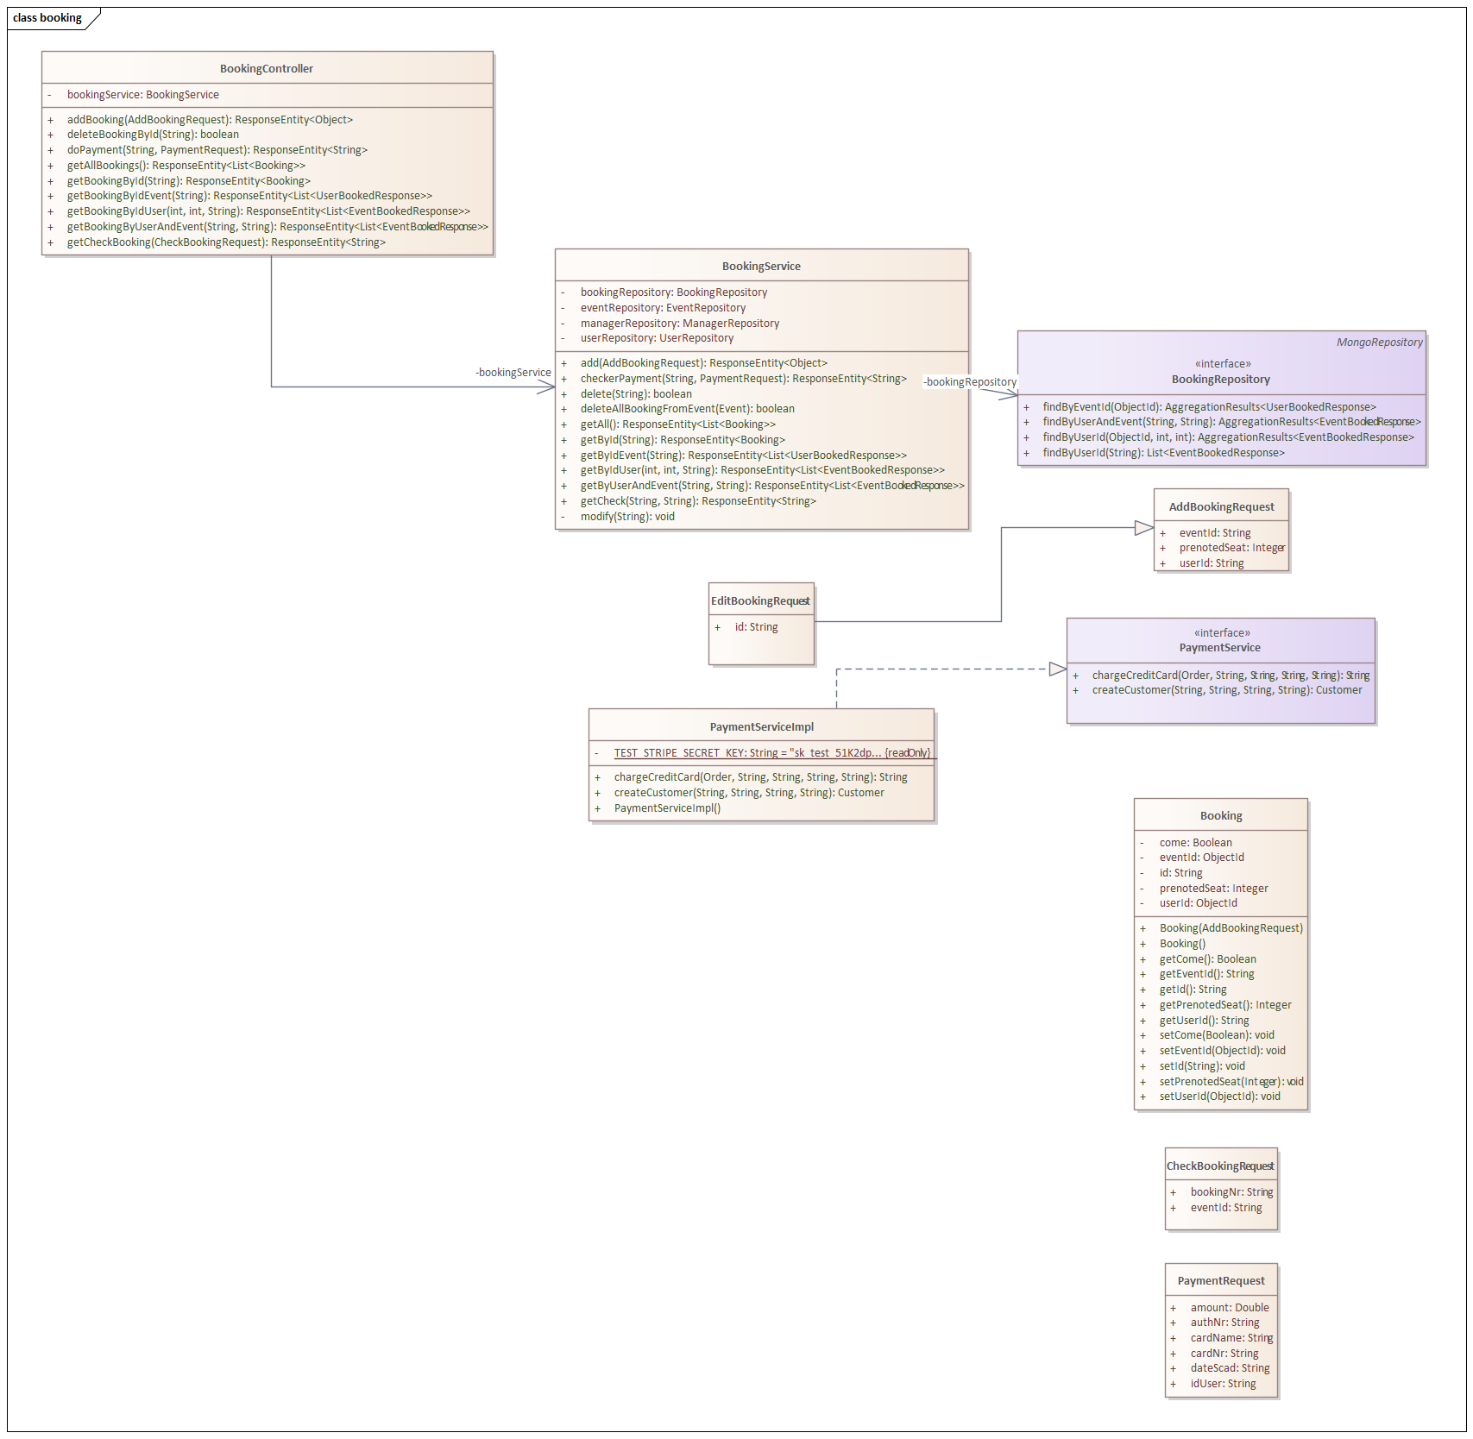 class booking
BookingController
- bookingService: BookingService
+ addBooking(AddBookingRequest): ResponseEntity<Object>
+ deleteBookingById(String): boolean
+ doPayment(String, PaymentRequest): ResponseEntity<String>
+ getAllBookings(): ResponseEntity<List<Booking>>
+ getBookingById(String): ResponseEntity<Booking>
+ getBookingByIdEvent(String): ResponseEntity<List<UserBookedResponse>>
+ getBookingByIdUser(int, int, String): ResponseEntity<List<EventBookedResponse>>
+ getBookingByUserAndEvent(String, String): ResponseEntity<List<EventBookedResponse>>
+ getCheckBooking(CheckBookingRequest): ResponseEntity<String>
-bookingService
BookingService
- bookingRepository: BookingRepository
- eventRepository: EventRepository
- managerRepository: ManagerRepository
- userRepository: UserRepository
+ add(AddBookingRequest): ResponseEntity<Object>
+ checkerPayment(String, PaymentRequest): ResponseEntity<String>
+ delete(String): boolean
+ deleteAllBookingFromEvent(Event): boolean
+ getAll(): ResponseEntity<List<Booking>>
+ getById(String): ResponseEntity<Booking>
+ getByIdEvent(String): ResponseEntity<List<UserBookedResponse>>
+ getByIdUser(int, int, String): ResponseEntity<List<EventBookedResponse>>
+ getByUserAndEvent(String, String): ResponseEntity<List<EventBookedResponse>>
+ getCheck(String, String): ResponseEntity<String>
- modify(String): void
-bookingRepository
MongoRepository
«interface»
BookingRepository
+ findByEventId(ObjectId): AggregationResults<UserBookedResponse>
+ findByUserAndEvent(String, String): AggregationResults<EventBookedResponse>
+ findByUserId(ObjectId, int, int): AggregationResults<EventBookedResponse>
+ findByUserId(String): List<EventBookedResponse>
AddBookingRequest
+ eventId: String
+ prenotedSeat: Integer
+ userId: String
EditBookingRequest
+ id: String
«interface»
PaymentService
+ chargeCreditCard(Order, String, String, String, String): String
+ createCustomer(String, String, String, String): Customer
PaymentServiceImpl
- TEST_STRIPE_SECRET_KEY: String = "sk_test_51K2dp... {readOnly}
+ chargeCreditCard(Order, String, String, String, String): String
+ createCustomer(String, String, String, String): Customer
+ PaymentServiceImpl()
Booking
- come: Boolean
- eventId: ObjectId
- id: String
- prenotedSeat: Integer
- userId: ObjectId
+ Booking(AddBookingRequest)
+ Booking()
+ getCome(): Boolean
+ getEventId(): String
+ getId(): String
+ getPrenotedSeat(): Integer
+ getUserId(): String
+ setCome(Boolean): void
+ setEventId(ObjectId): void
+ setId(String): void
+ setPrenotedSeat(Integer): void
+ setUserId(ObjectId): void
CheckBookingRequest
+ bookingNr: String
+ eventId: String
PaymentRequest
+ amount: Double
+ authNr: String
+ cardName: String
+ cardNr: String
+ dateScad: String
+ idUser: String